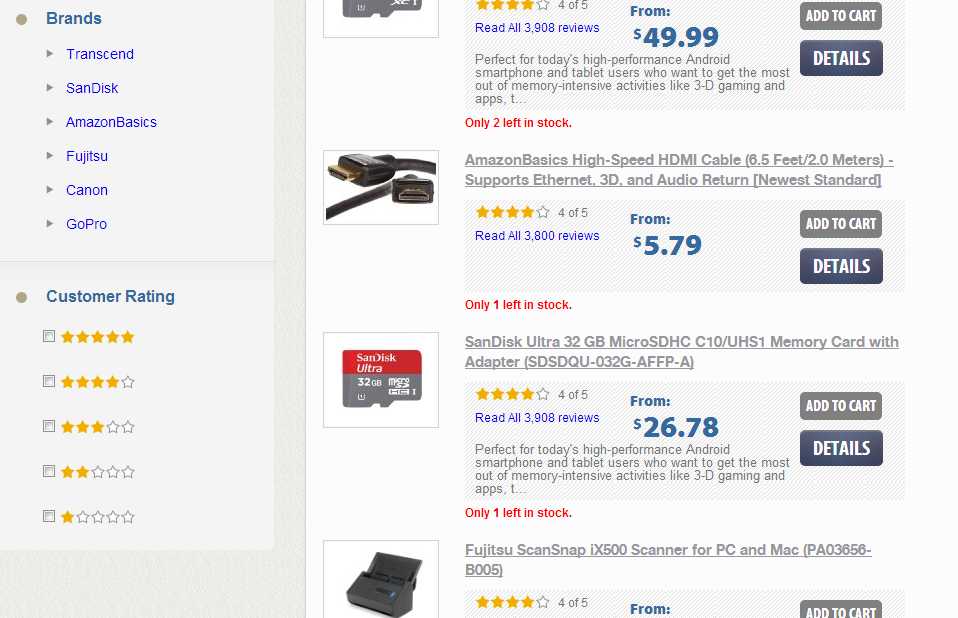 Brands
Transcend
SanDisk
AmazonBasics
Fujitsu
Canon
GoPro
Customer Rating
4 of 5
Read All 3,908 reviews
From:
$49.99
ADD TO CART
DETAILS
Perfect for today's high-performance Android
smartphone and tablet users who want to get the most
out of memory-intensive activities like 3-D gaming and
apps, t...
Only 2 left in stock.
AmazonBasics High-Speed HDMI Cable (6.5 Feet/2.0 Meters) -
Supports Ethernet, 3D, and Audio Return [Newest Standard]
4 of 5
Read All 3,800 reviews
From:
$5.79
ADD TO CART
DETAILS
Only 1 left in stock.
SanDisk
Ultra
32GB micro
SDHC I
SanDisk Ultra 32 GB MicroSDHC C10/UHS1 Memory Card with
Adapter (SDSDQU-032G-AFFP-A)
4 of 5
Read All 3,908 reviews
From:
$26.78
ADD TO CART
DETAILS
Perfect for today's high-performance Android
smartphone and tablet users who want to get the most
out of memory-intensive activities like 3-D gaming and
apps, t...
Only 1 left in stock.
Fujitsu ScanSnap iX500 Scanner for PC and Mac (PA03656-
B005)
4 of 5
From:
ADD TO CART